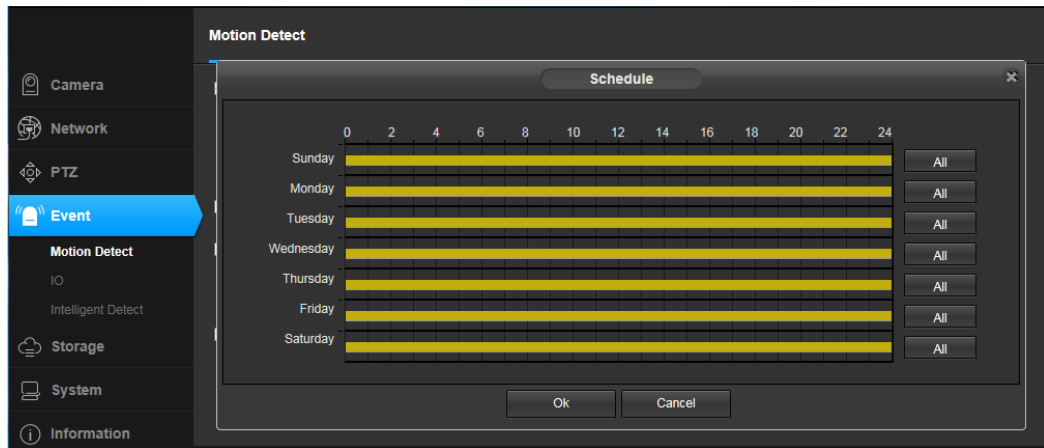 Motion Detect
Camera
Network
PTZ
Event
Motion Detect
IO
Intelligent Detect
Storage
System
Information
Schedule
0 2 4 6 8 10 12 14 16 18 20 22 24
Sunday All
Monday All
Tuesday All
Wednesday All
Thursday All
Friday All
Saturday All
Ok Cancel